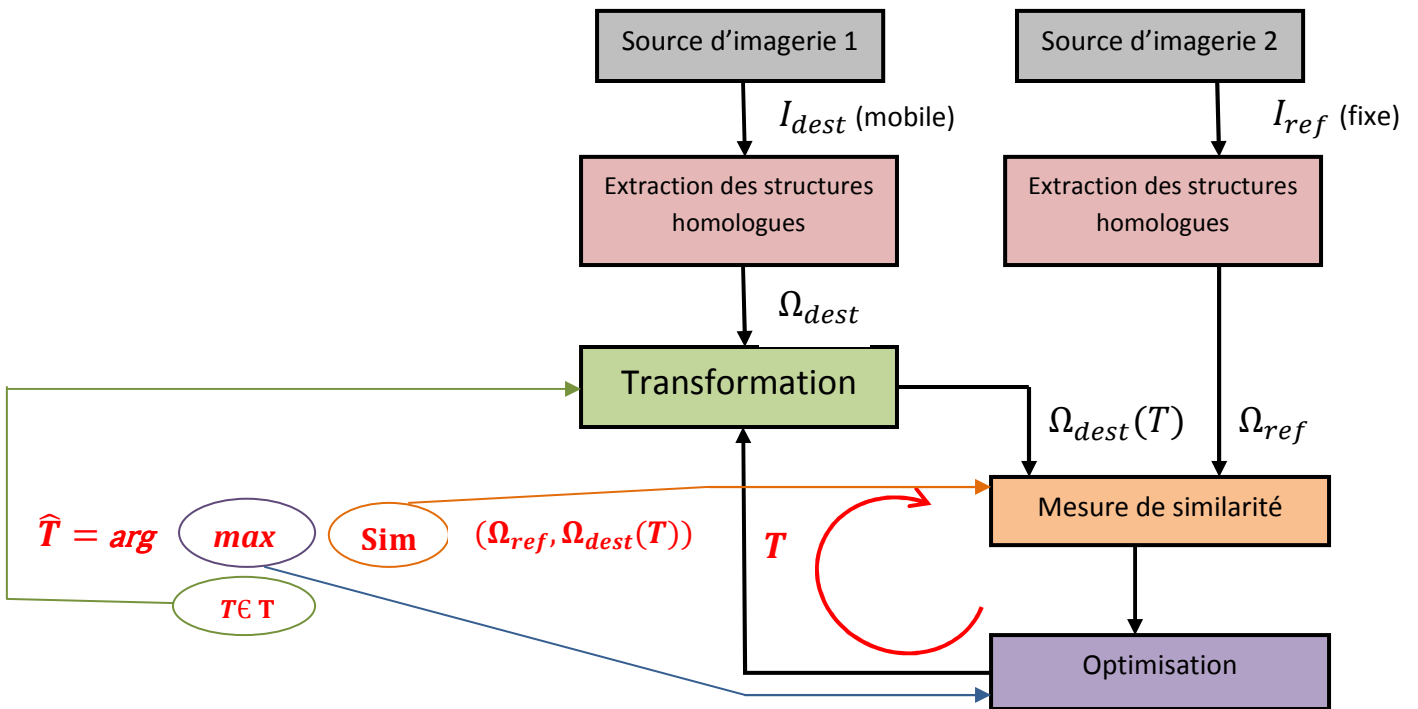 Source d'imagerie 1
Source d'imagerie 2
I_dest (mobile)
I_ref (fixe)
Extraction des structures
homologues
Extraction des structures
homologues
Ω_dest
Transformation
Ω_dest(T)
Ω_ref
Mesure de similarité
T̂ = arg max Sim (Ω_ref, Ω_dest(T))
T
T∈ T
Optimisation